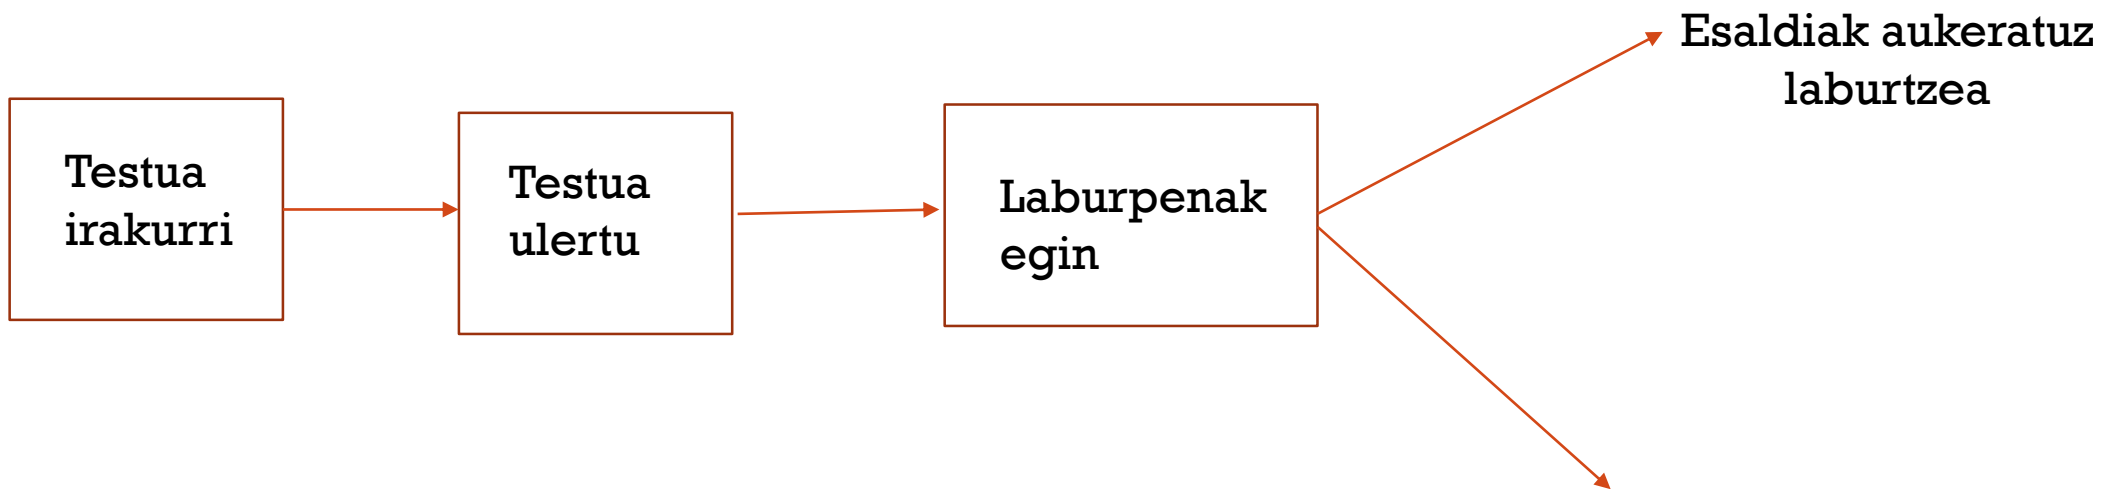 Testua
irakurri
Testua
ulertu
Laburpenak
egin
Esaldiak aukeratuz
laburtzea